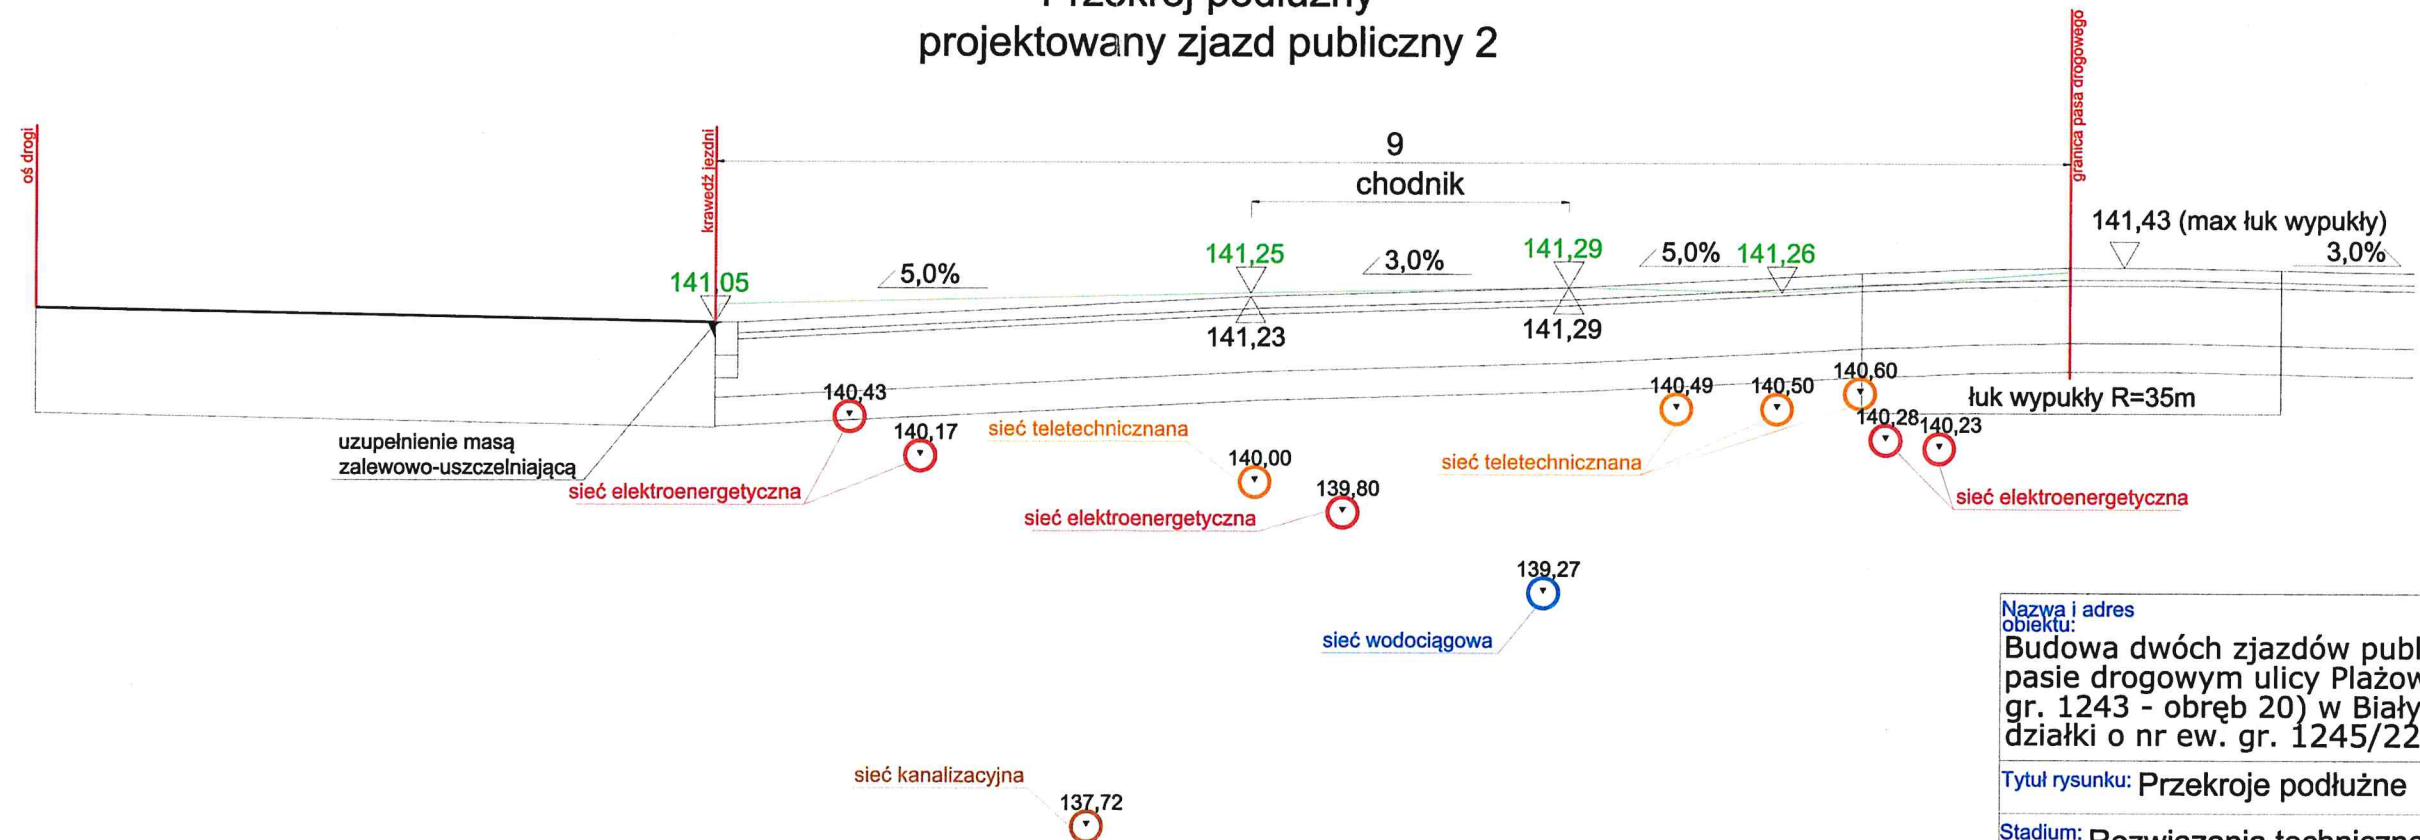 Przekrój podłużny
projektowany zjazd publiczny 2
oś drogi
krawędź jezdni
granica pasa drogowego
9
chodnik
141,43 (max łuk wypukły)
3,0%
141,05
5,0%
141,25
3,0%
141,29
5,0%
141,26
141,23
141,29
140,43
140,17
140,49
140,50
140,60
łuk wypukły R=35m
140,28
140,23
uzupełnienie masą
zalewowo-uszczelniającą
sieć elektroenergetyczna
sieć teletechnicznana
140,00
sieć elektroenergetyczna
139,80
sieć teletechnicznana
sieć elektroenergetyczna
139,27
sieć wodociągowa
sieć kanalizacyjna
137,72
Nazwa i adres
obiektu:
Budowa dwóch zjazdów publ
pasie drogowym ulicy Plażow
gr. 1243 - obręb 20) w Biały
działki o nr ew. gr. 1245/22
Tytuł rysunku: Przekroje podłużne
Stadium: Rozwiązania techniczne